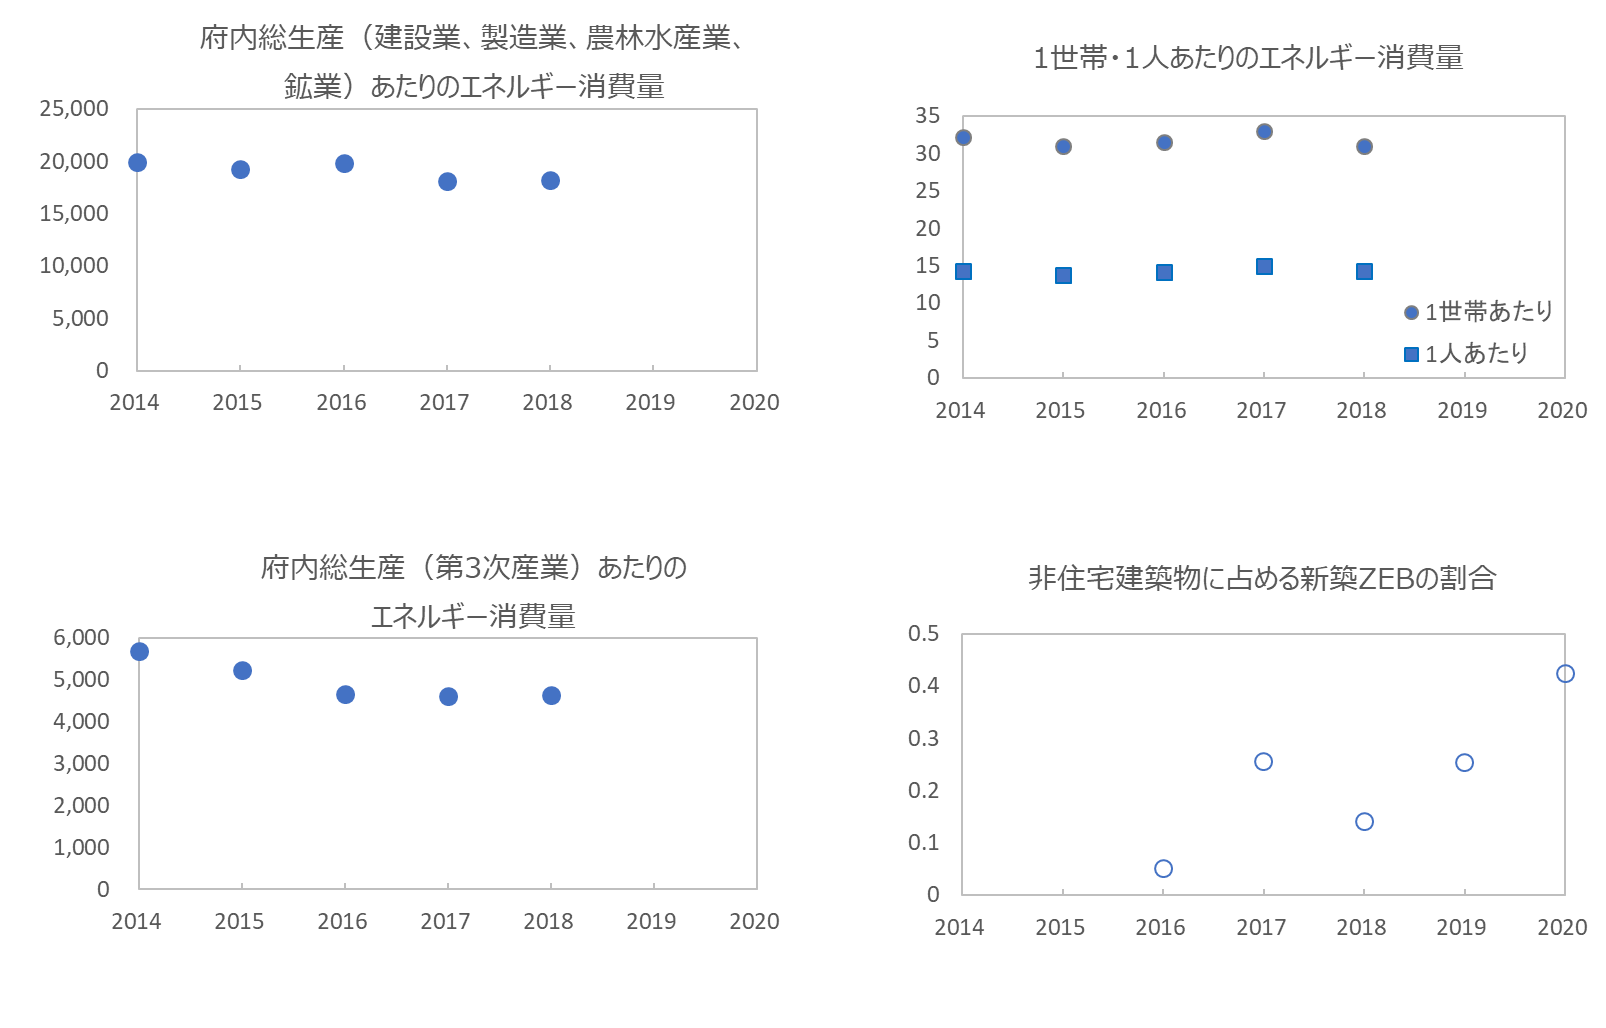 府内総生産（建設業、製造業、農林水産業、
鉱業）あたりのエネルギー消費量
25,000
20,000
15,000
10,000
5,000
0
2014 2015 2016 2017 2018 2019 2020
1世帯・1人あたりのエネルギー消費量
35
30
25
20
15
10
5
0
1世帯あたり
1人あたり
2014 2015 2016 2017 2018 2019 2020
府内総生産（第3次産業）あたりの
エネルギー消費量
6,000
5,000
4,000
3,000
2,000
1,000
0
2014 2015 2016 2017 2018 2019 2020
非住宅建築物に占める新築ZEBの割合
0.5
0.4
0.3
0.2
0.1
0
2014 2015 2016 2017 2018 2019 2020